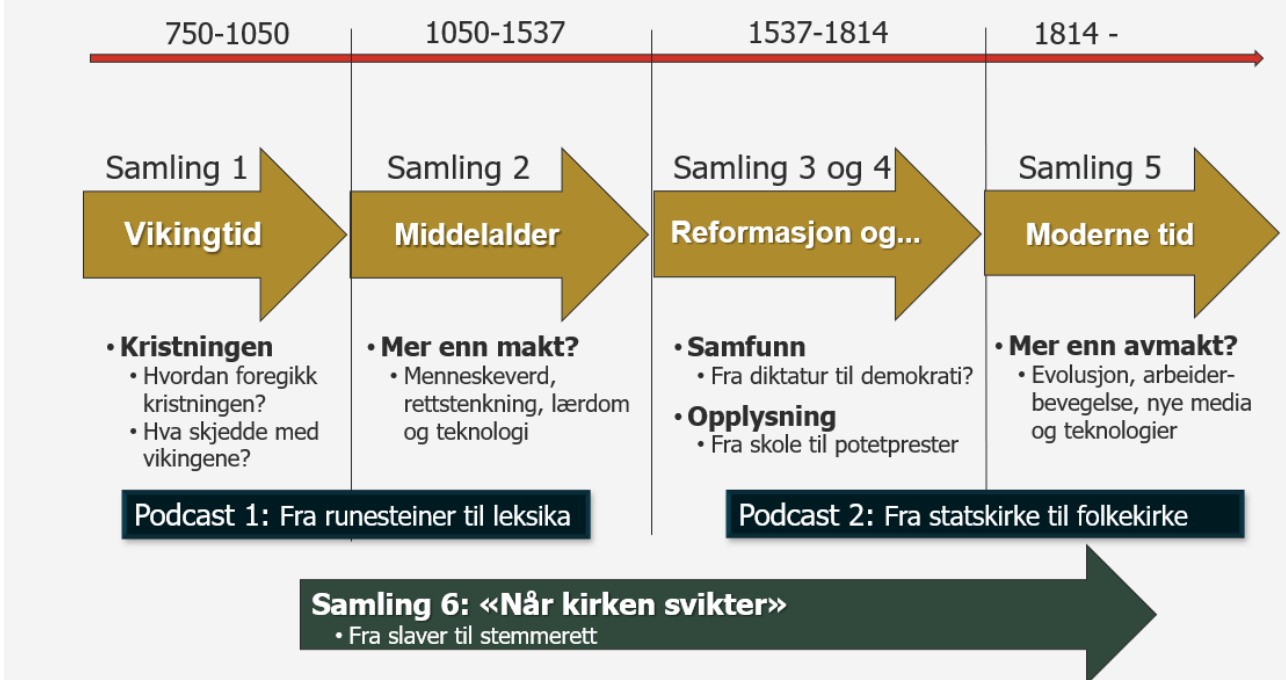 750-1050
1050-1537
1537-1814
1814 -
Samling 1
Vikingtid
• Kristningen
• Hvordan foregikk
kristningen?
• Hva skjedde med
vikingene?
Samling 2
Middelalder
• Mer enn makt?
• Menneskeverd,
rettstenkning, lærdom
og teknologi
Samling 3 og 4
Reformasjon og...
• Samfunn
• Fra diktatur til demokrati?
• Opplysning
• Fra skole til potetprester
Samling 5
Moderne tid
• Mer enn avmakt?
• Evolusjon, arbeider-
bevegelse, nye media
og teknologier
Podcast 1: Fra runesteiner til leksika
Podcast 2: Fra statskirke til folkekirke
Samling 6: «Når kirken svikter»
• Fra slaver til stemmerett